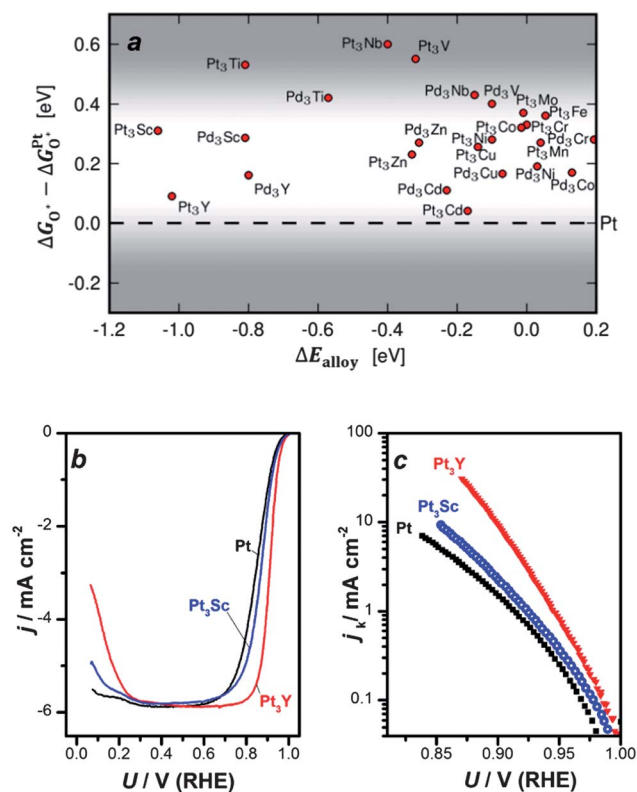 a
0.6
0.4
0.2
0.0
0.2
ΔG_O* − ΔG_O*^Pt [eV]
Pt₃Nb
Pt₃V
Pt₃Ti
Pd₃Ti
Pd₃Nb
Pd₃V
Pt₃Mo
Pt₃Fe
Pt₃Sc
Pd₃Sc
Pd₃Zn
Pt₃Ni
Pt₃Co
Pt₃Cr
Pd₃Cr
Pt₃Zn
Pt₃Cu
Pt₃Mn
Pt₃Y
Pd₃Y
Pd₃Cd
Pd₃Cu
Pd₃Ni
Pd₃Co
Pt₃Cd
Pt
-1.2 -1.0 -0.8 -0.6 -0.4 -0.2 0.0 0.2
ΔE_alloy [eV]
b
0
-2
-4
-6
j / mA cm⁻²
Pt
Pt₃Sc
Pt₃Y
0.0 0.2 0.4 0.6 0.8 1.0
U / V (RHE)
c
100
10
1
0.1
j_k / mA cm⁻²
Pt₃Y
Pt₃Sc
Pt
0.85 0.90 0.95 1.00
U / V (RHE)